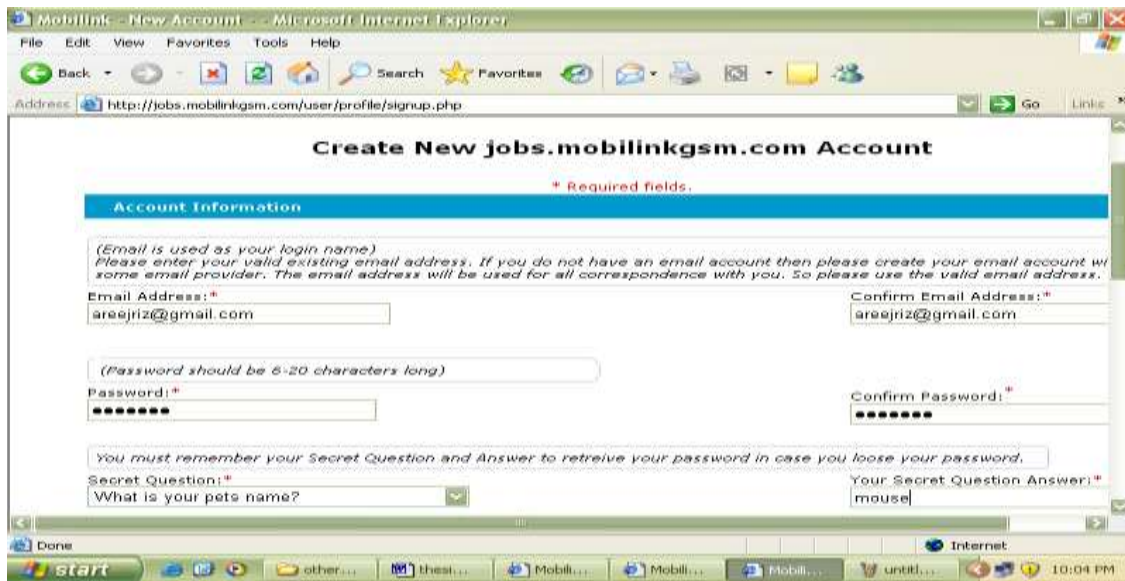 Mobilink - New Account - - Microsoft Internet Explorer
File Edit View Favorites Tools Help
Back Search Favorites
Address http://jobs.mobilinkgsm.com/user/profile/signup.php Go Links »
Create New jobs.mobilinkgsm.com Account
* Required fields.
Account Information
(Email is used as your login name)
Please enter your valid existing email address. If you do not have an email account then please create your email account wi
some email provider. The email address will be used for all correspondence with you. So please use the valid email address.
Email Address:* Confirm Email Address:*
areejriz@gmail.com areejriz@gmail.com
(Password should be 6-20 characters long)
Password:* Confirm Password:*
••••••• •••••••
You must remember your Secret Question and Answer to retreive your password in case you loose your password.
Secret Question:* Your Secret Question Answer:*
What is your pets name? mouse
Done Internet
start other... thesi... Mobili... Mobili... Mobili... untitl... 10:04 PM